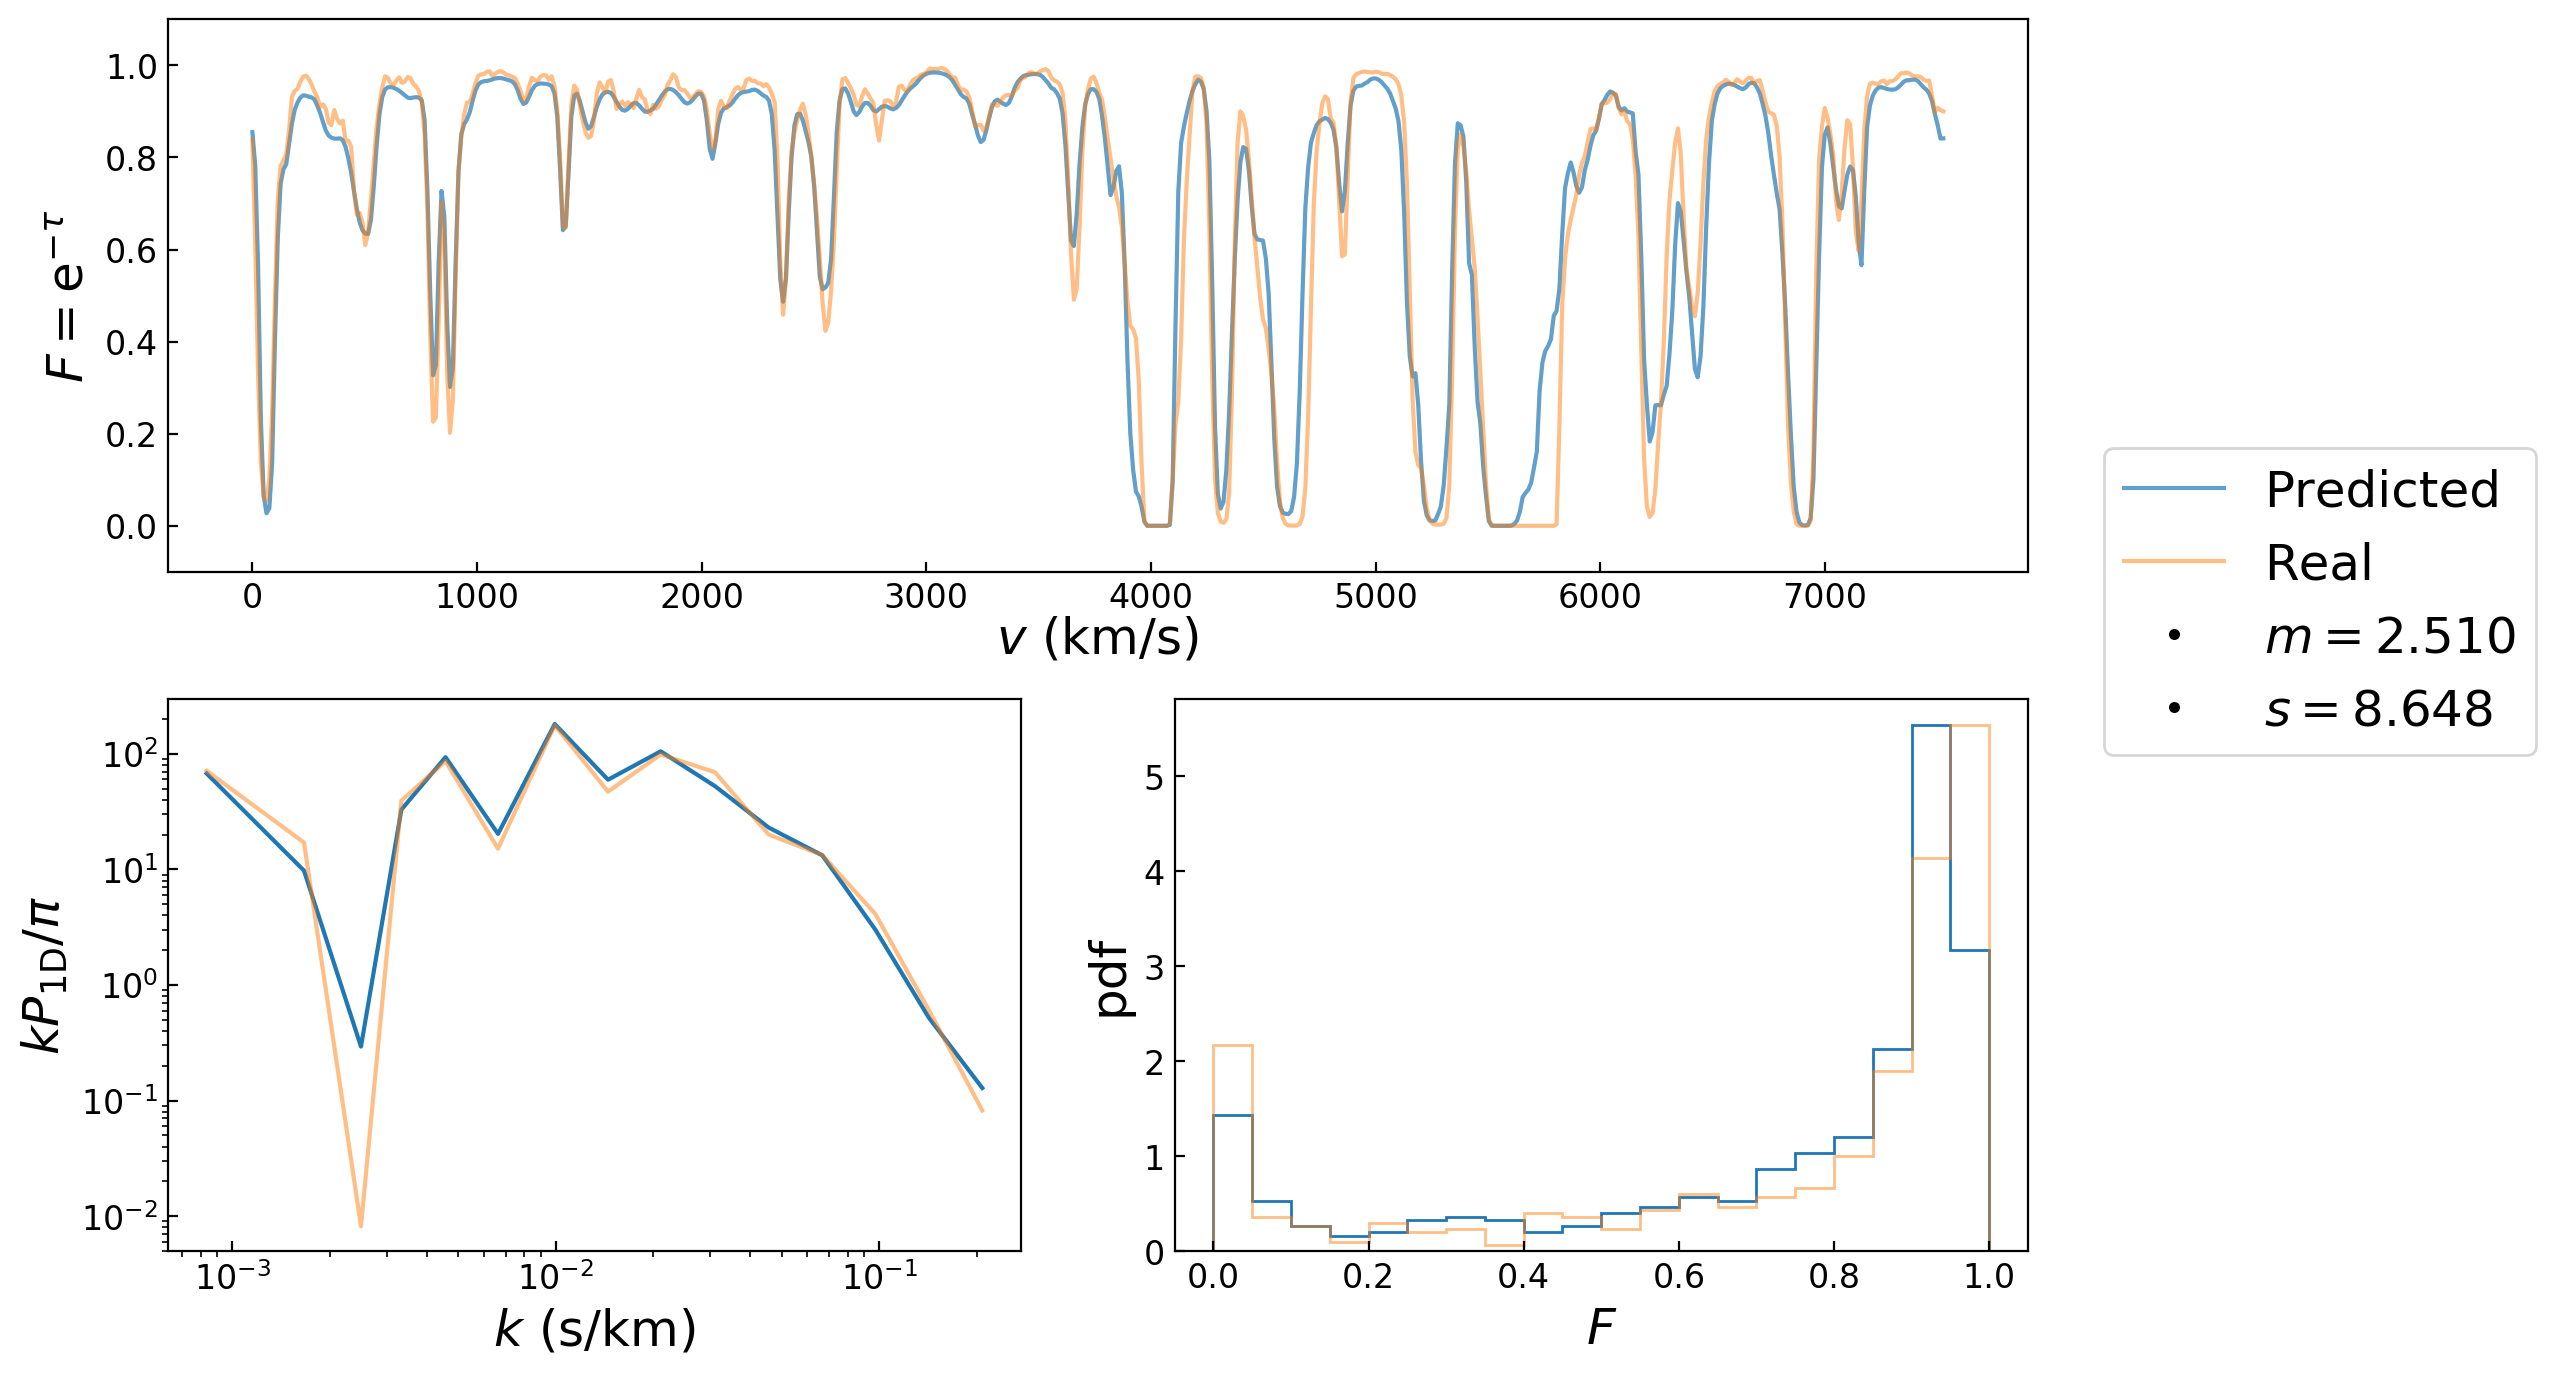 F = e^{−τ}
1.0
0.8
0.6
0.4
0.2
0.0
0 1000 2000 3000 4000 5000 6000 7000
v (km/s)
Predicted
Real
m = 2.510
s = 8.648
kP_{1D}/π
10^2
10^1
10^0
10^{−1}
10^{−2}
10^{−3} 10^{−2} 10^{−1}
k (s/km)
pdf
5
4
3
2
1
0
0.0 0.2 0.4 0.6 0.8 1.0
F